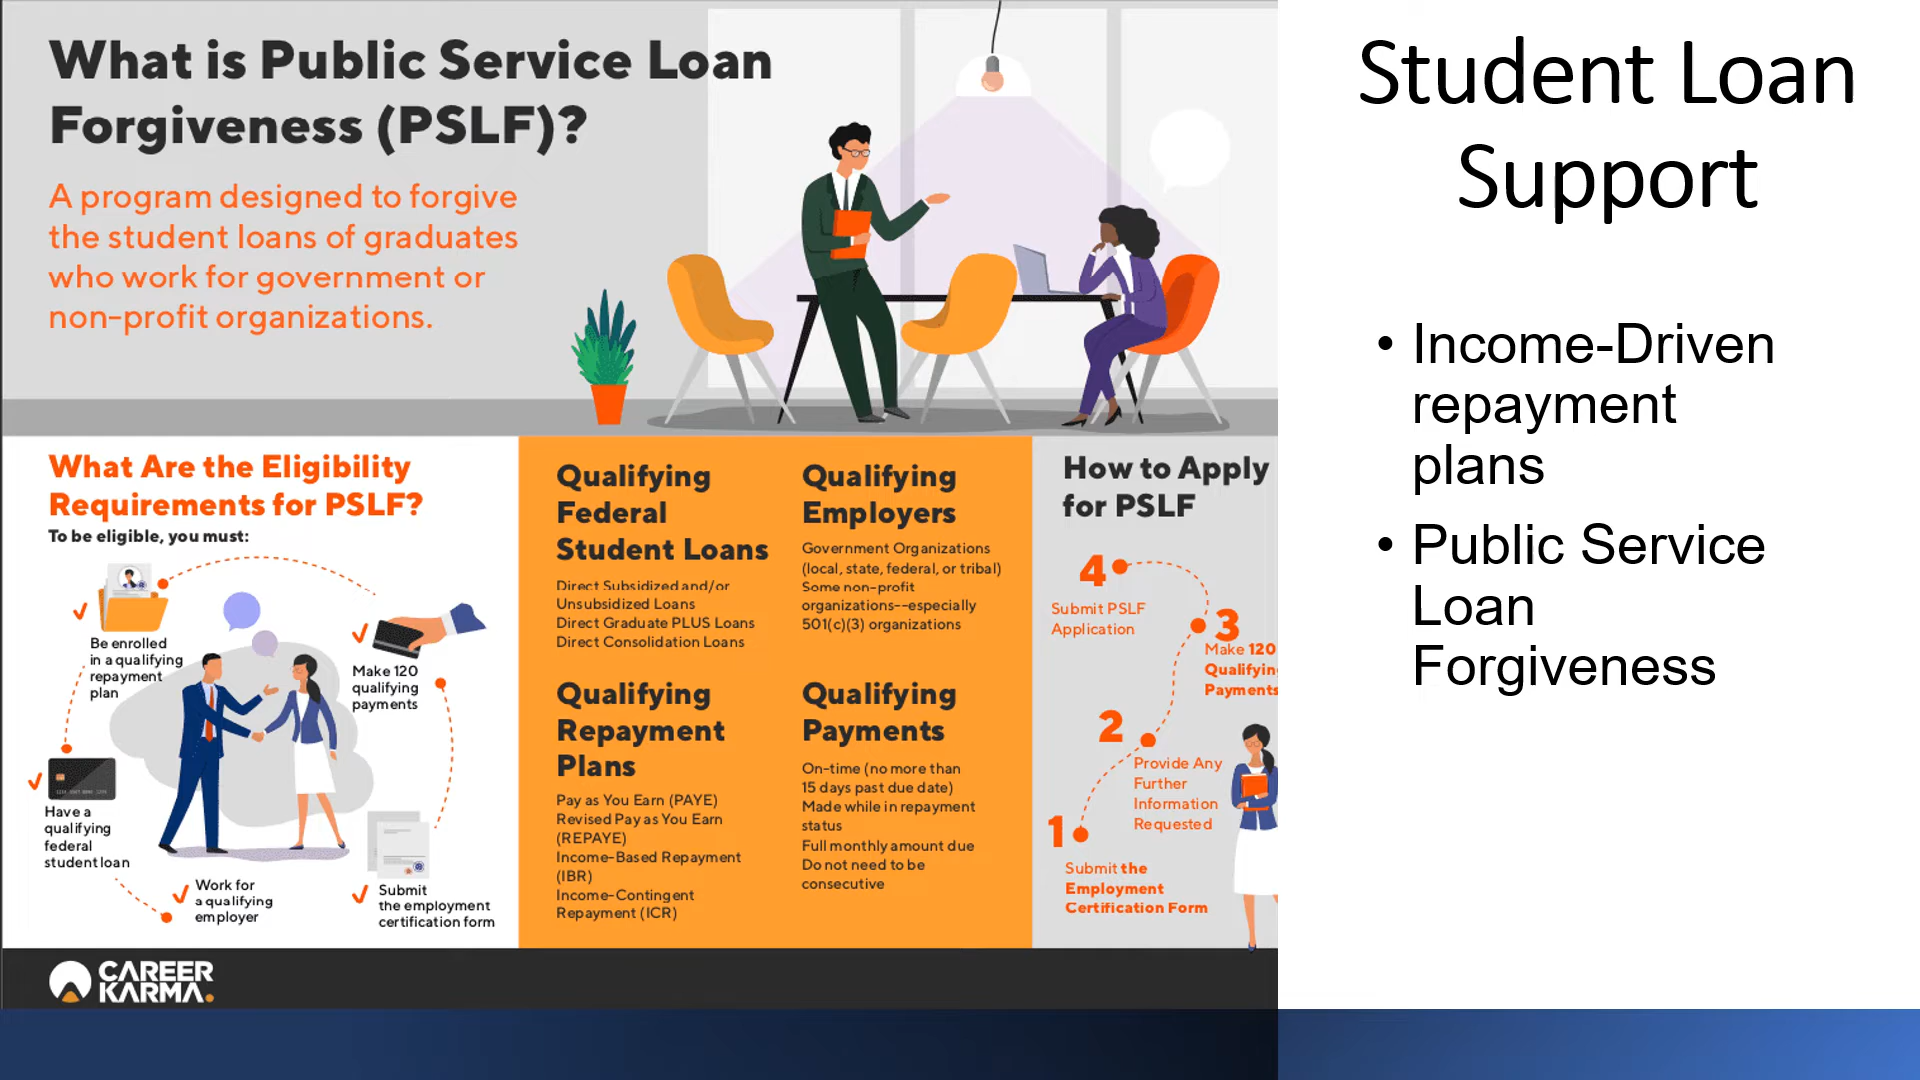 What is Public Service Loan
Forgiveness (PSLF)?
A program designed to forgive
the student loans of graduates
who work for government or
non-profit organizations.
What Are the Eligibility
Requirements for PSLF?
To be eligible, you must:
Be enrolled
in a qualifying
repayment
plan
Make 120
qualifying
payments
Have a
qualifying
federal
student loan
Work for
a qualifying
employer
Submit
the employment
certification form
Qualifying
Federal
Student Loans
Direct Subsidized and/or
Unsubsidized Loans
Direct Graduate PLUS Loans
Direct Consolidation Loans
Qualifying
Employers
Government Organizations
(local, state, federal, or tribal)
Some non-profit
organizations--especially
501(c)(3) organizations
Qualifying
Repayment
Plans
Pay as You Earn (PAYE)
Revised Pay as You Earn
(REPAYE)
Income-Based Repayment
(IBR)
Income-Contingent
Repayment (ICR)
Qualifying
Payments
On-time (no more than
15 days past due date)
Made while in repayment
status
Full monthly amount due
Do not need to be
consecutive
How to Apply
for PSLF
4
Submit PSLF
Application
3
Make 120
Qualifyin
Payments
2
Provide Any
Further
Information
Requested
1
Submit the
Employment
Certification Form
CAREER
KARMA.
Student Loan
Support
• Income-Driven
repayment
plans
• Public Service
Loan
Forgiveness